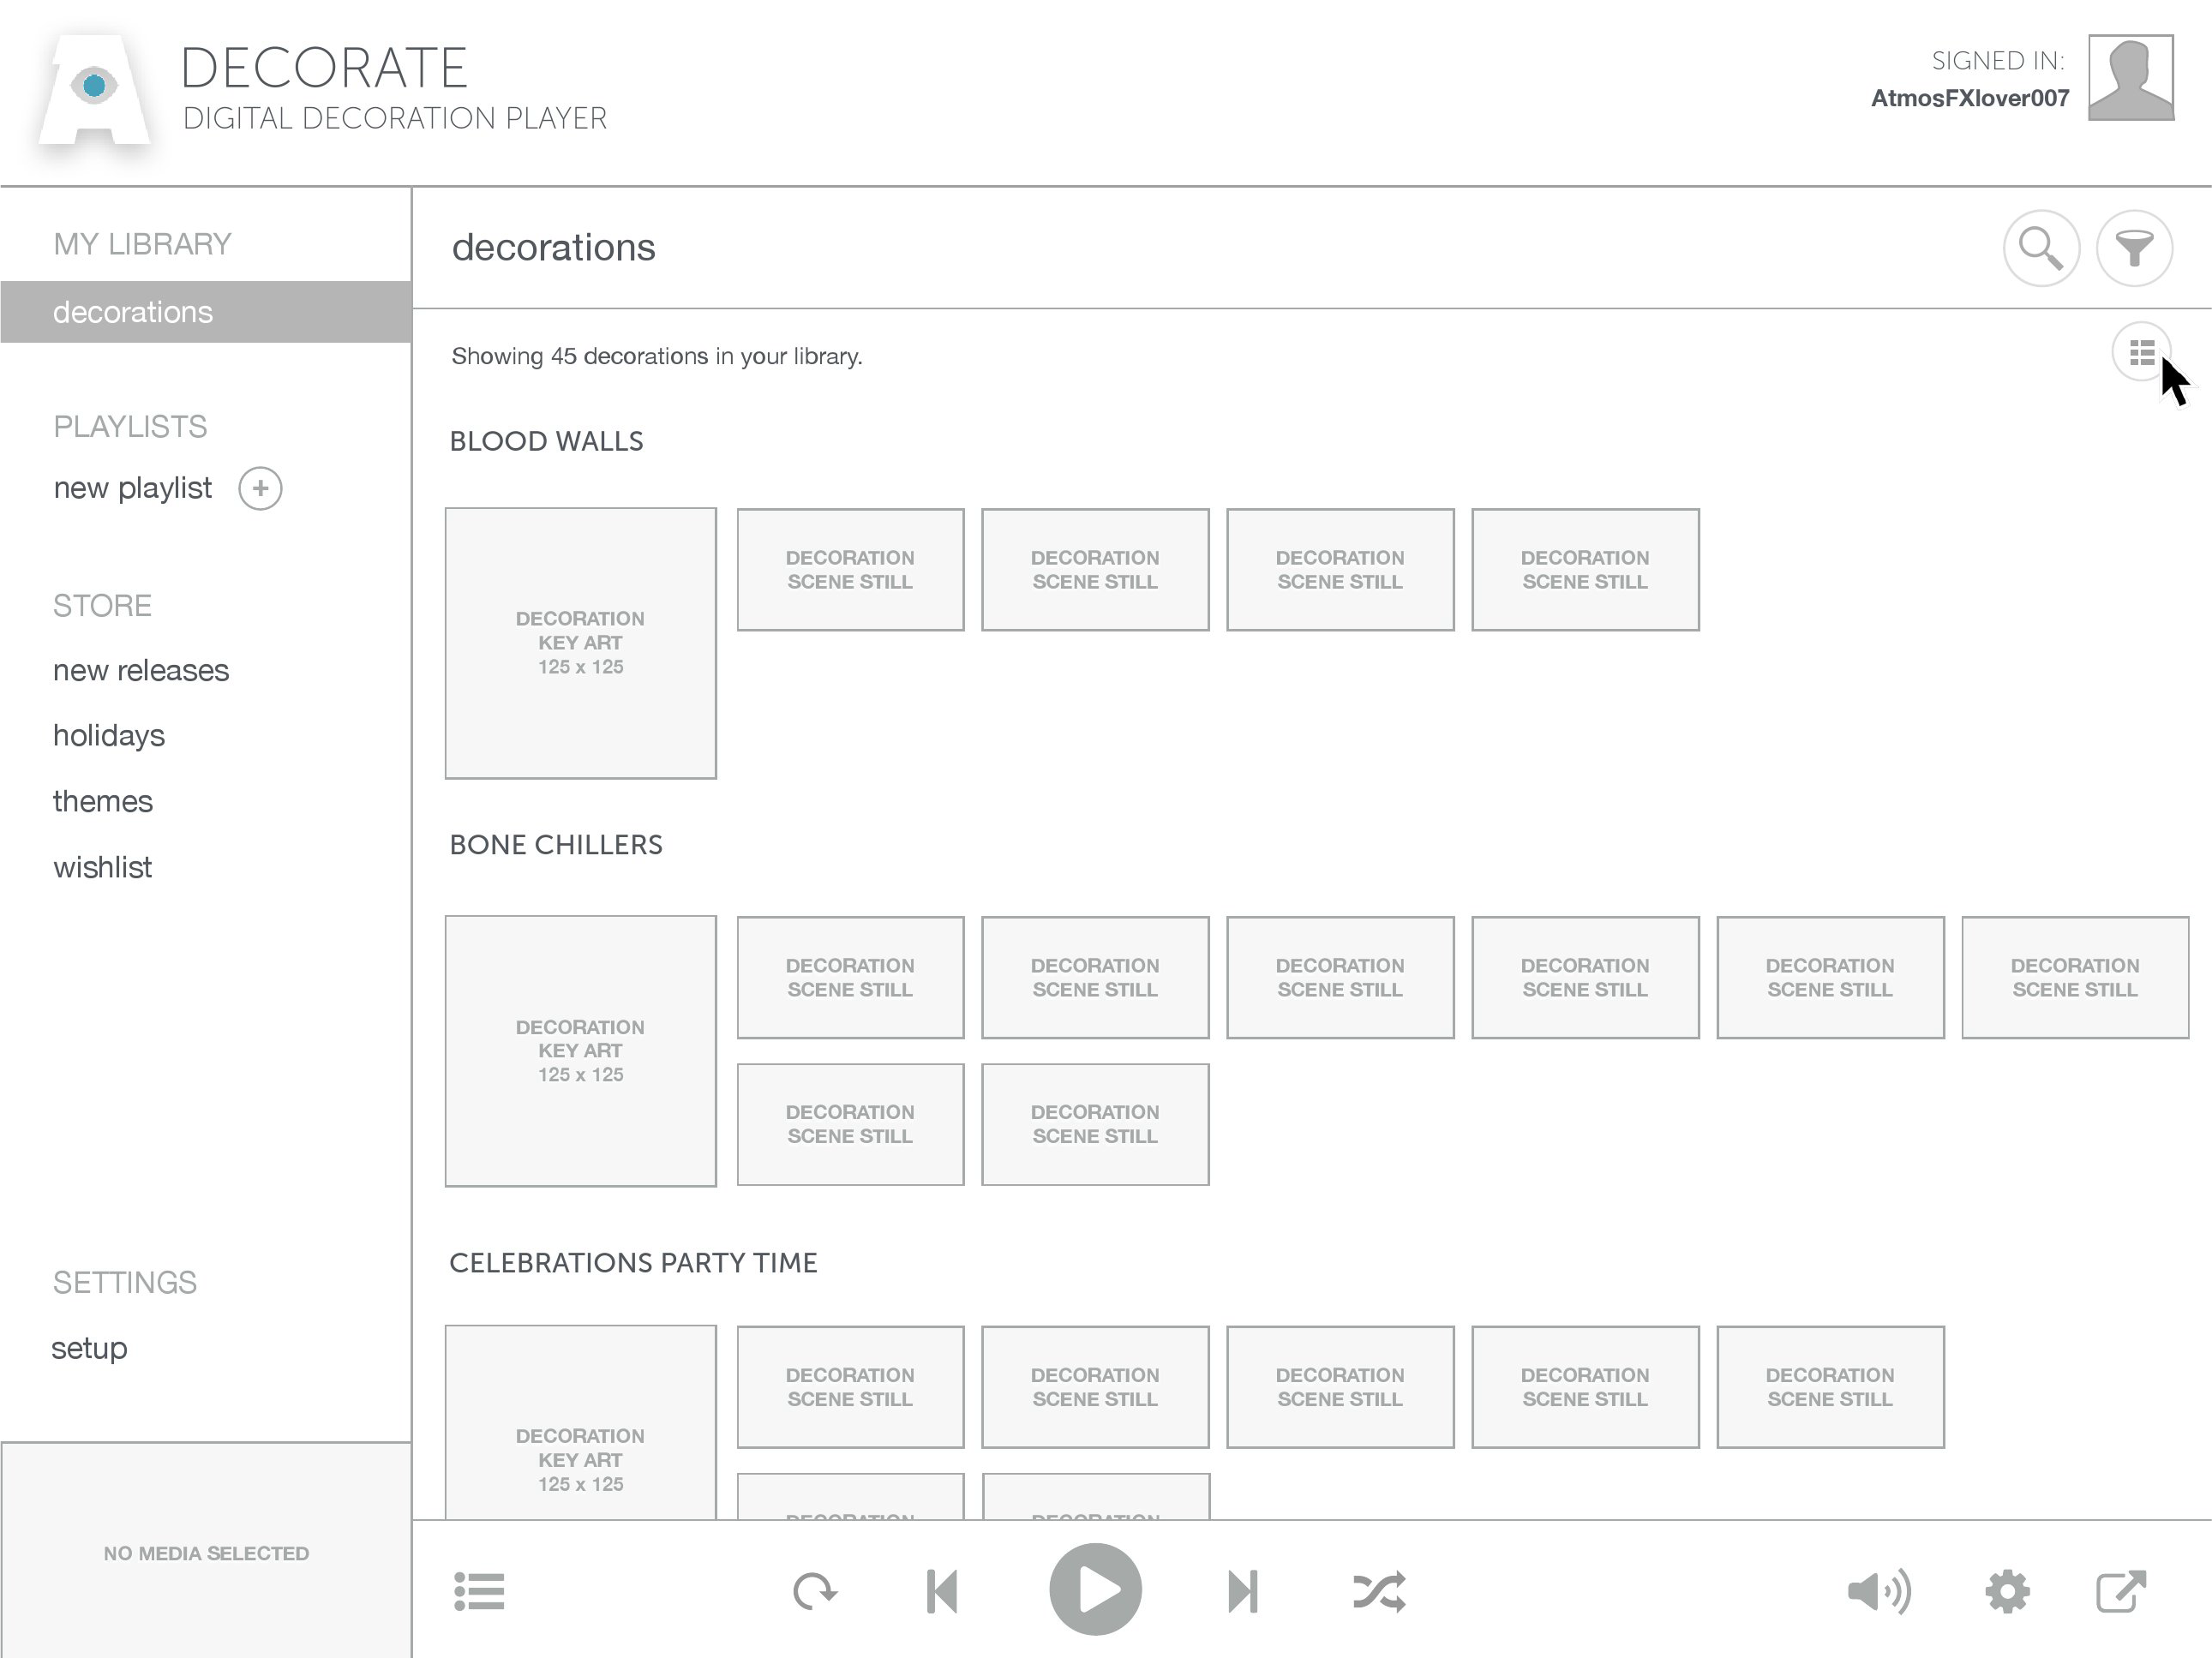 DECORATE
DIGITAL DECORATION PLAYER
SIGNED IN:
AtmosFXlover007
MY LIBRARY
decorations
PLAYLISTS
new playlist
STORE
new releases
holidays
themes
wishlist
SETTINGS
setup
NO MEDIA SELECTED
decorations
Showing 45 decorations in your library.
BLOOD WALLS
DECORATION
KEY ART
125 x 125
DECORATION
SCENE STILL
DECORATION
SCENE STILL
DECORATION
SCENE STILL
DECORATION
SCENE STILL
BONE CHILLERS
DECORATION
KEY ART
125 x 125
DECORATION
SCENE STILL
DECORATION
SCENE STILL
DECORATION
SCENE STILL
DECORATION
SCENE STILL
DECORATION
SCENE STILL
DECORATION
SCENE STILL
DECORATION
SCENE STILL
DECORATION
SCENE STILL
CELEBRATIONS PARTY TIME
DECORATION
KEY ART
125 x 125
DECORATION
SCENE STILL
DECORATION
SCENE STILL
DECORATION
SCENE STILL
DECORATION
SCENE STILL
DECORATION
SCENE STILL
DECORATION
DECORATION